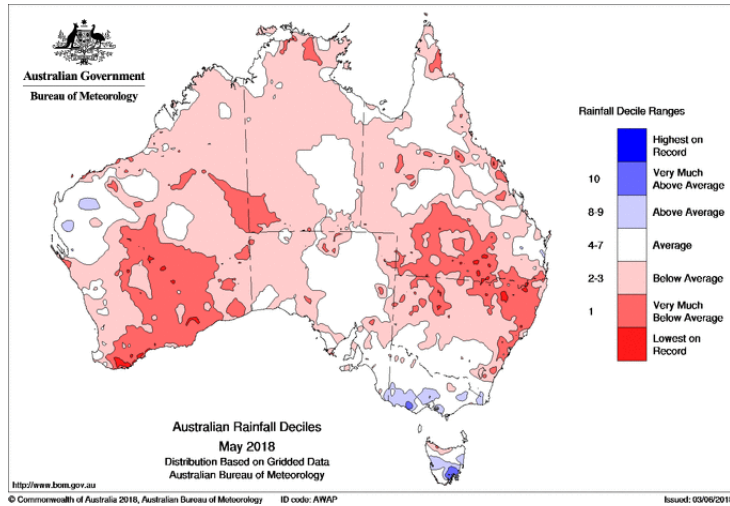 Australian Government
Bureau of Meteorology
Rainfall Decile Ranges
Highest on
Record
10
Very Much
Above Average
8-9
Above Average
4-7
Average
2-3
Below Average
1
Very Much
Below Average
Lowest on
Record
Australian Rainfall Deciles
May 2018
Distribution Based on Gridded Data
Australian Bureau of Meteorology
http://www.bom.gov.au
© Commonwealth of Australia 2018, Australian Bureau of Meteorology
ID code: AWAP
Issued: 03/06/2018